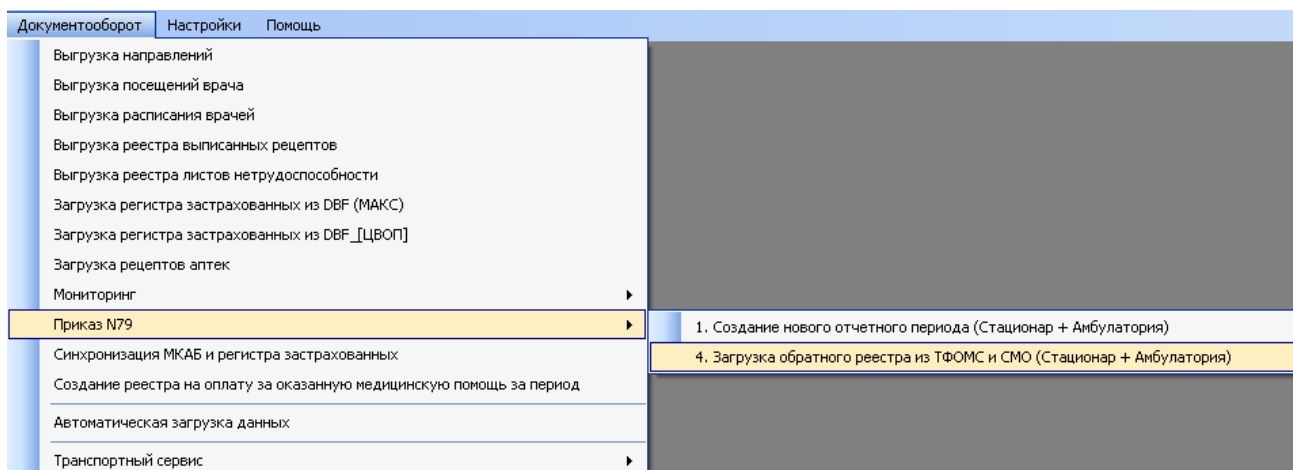 Документооборот Настройки Помощь
Выгрузка направлений
Выгрузка посещений врача
Выгрузка расписания врачей
Выгрузка реестра выписанных рецептов
Выгрузка реестра листов нетрудоспособности
Загрузка регистра застрахованных из DBF (МАКС)
Загрузка регистра застрахованных из DBF_[ЦВОП]
Загрузка рецептов аптек
Мониторинг
Приказ N79
1. Создание нового отчетного периода (Стационар + Амбулатория)
4. Загрузка обратного реестра из ТФОМС и СМО (Стационар + Амбулатория)
Синхронизация МКАБ и регистра застрахованных
Создание реестра на оплату за оказанную медицинскую помощь за период
Автоматическая загрузка данных
Транспортный сервис